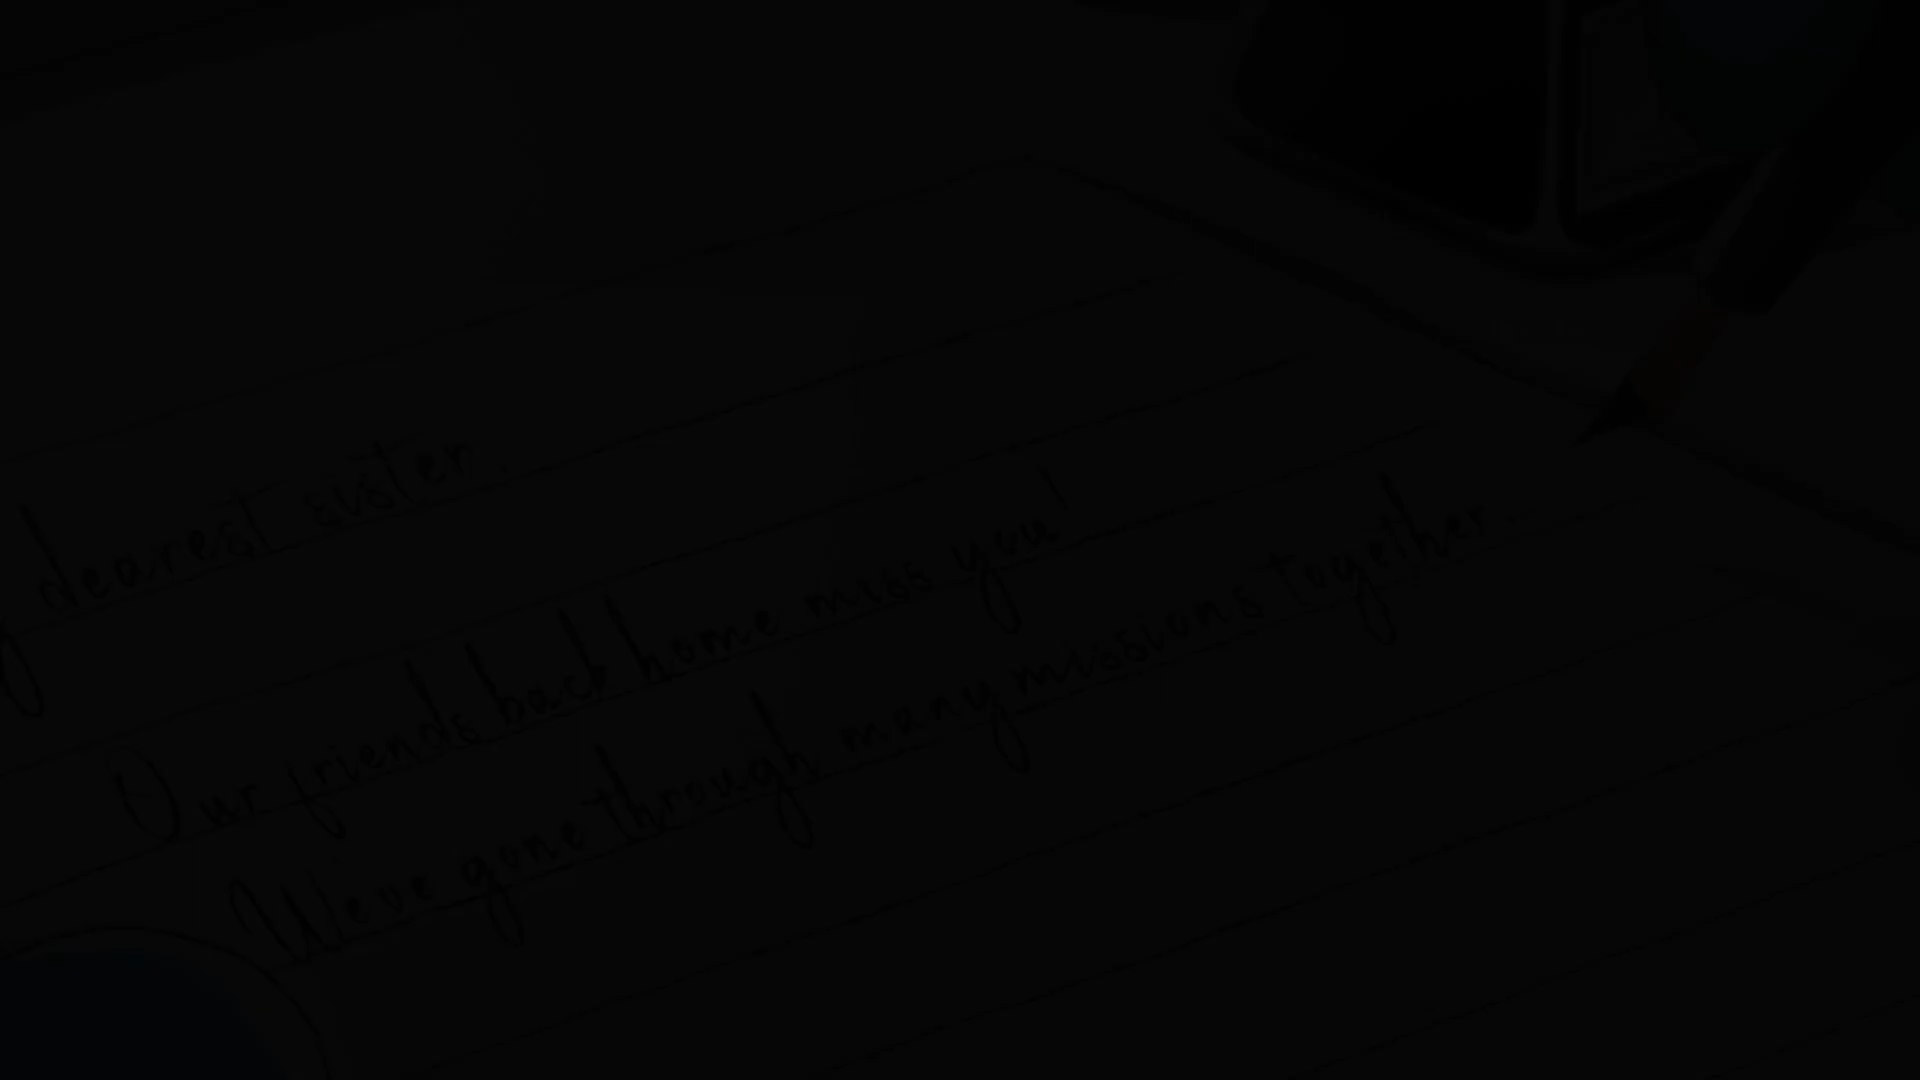 dearest sister.
Our friends back home miss you!
We've gone through many missions together.